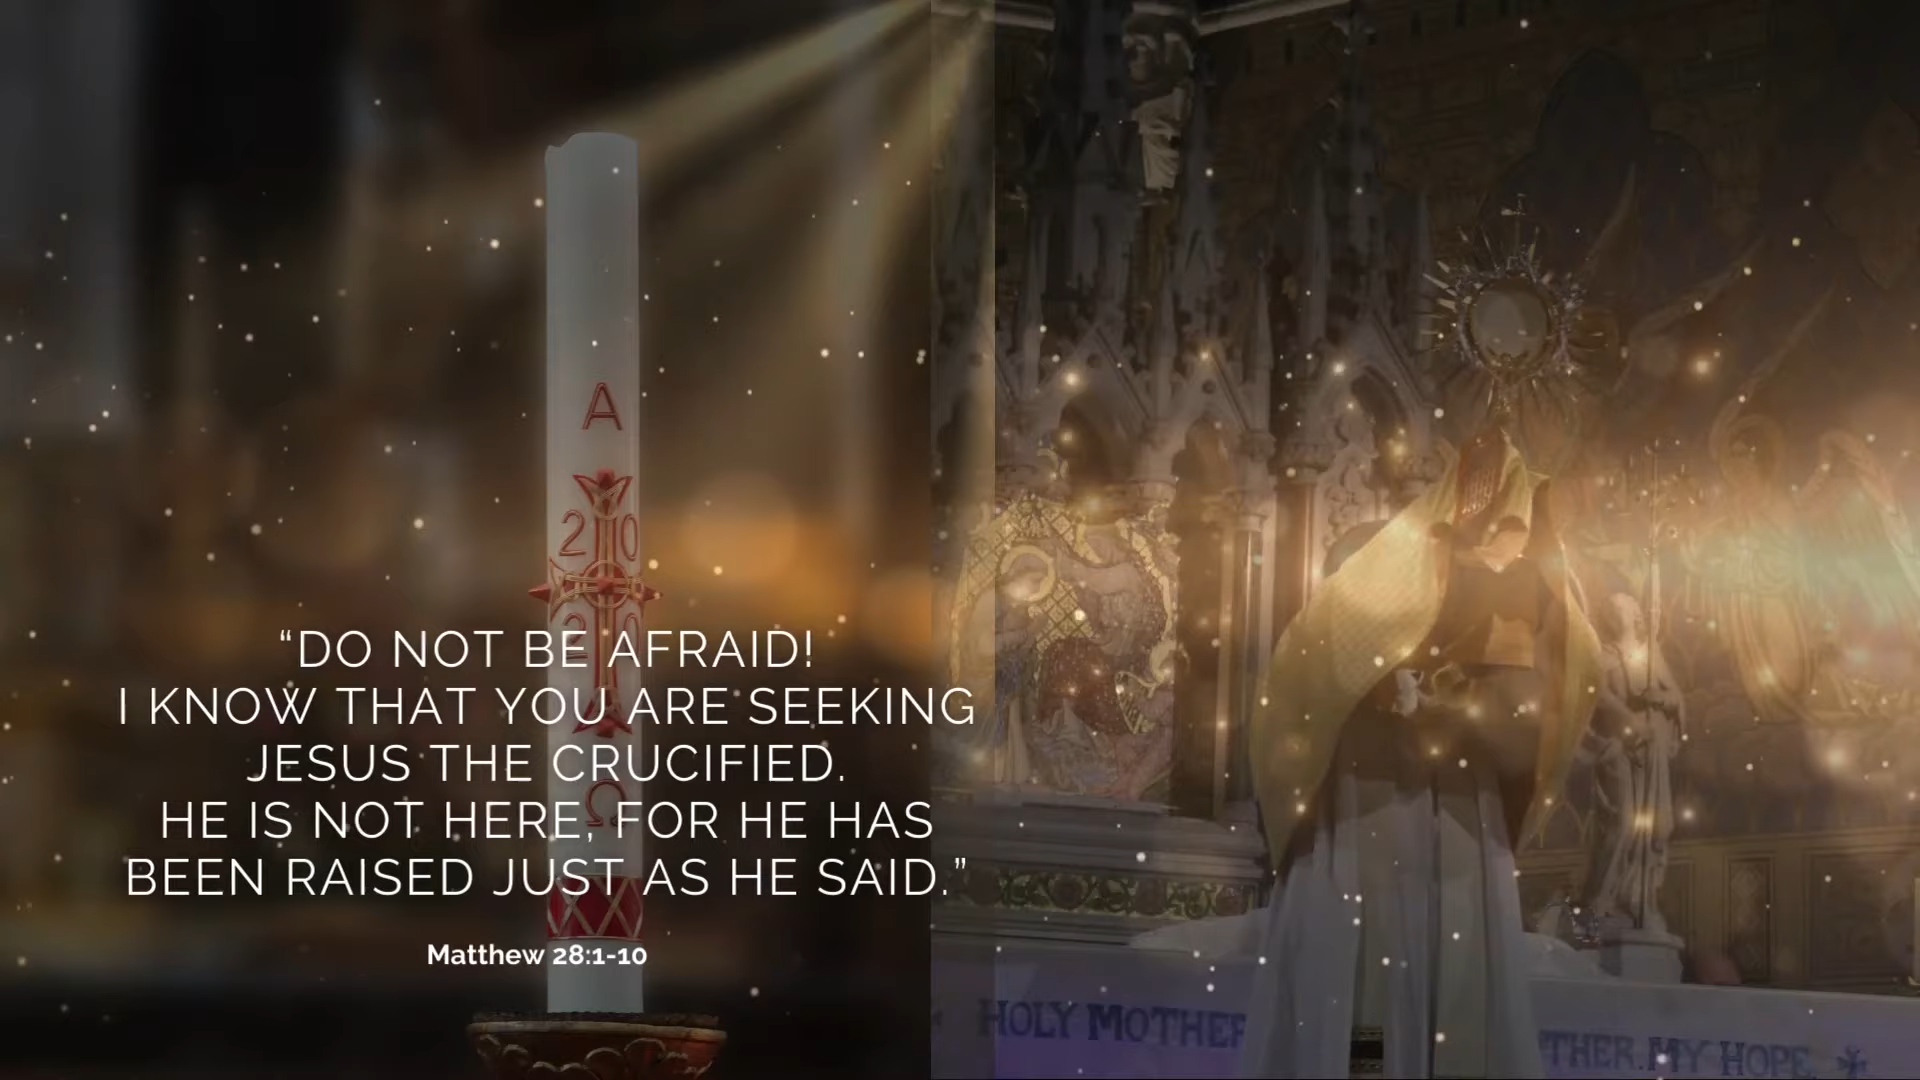 A
2 0
2 0
“DO NOT BE AFRAID!
I KNOW THAT YOU ARE SEEKING
JESUS THE CRUCIFIED.
Ω
HE IS NOT HERE, FOR HE HAS
BEEN RAISED JUST AS HE SAID.”
Matthew 28:1-10
HOLY MOTHER
THER. MY HOPE.